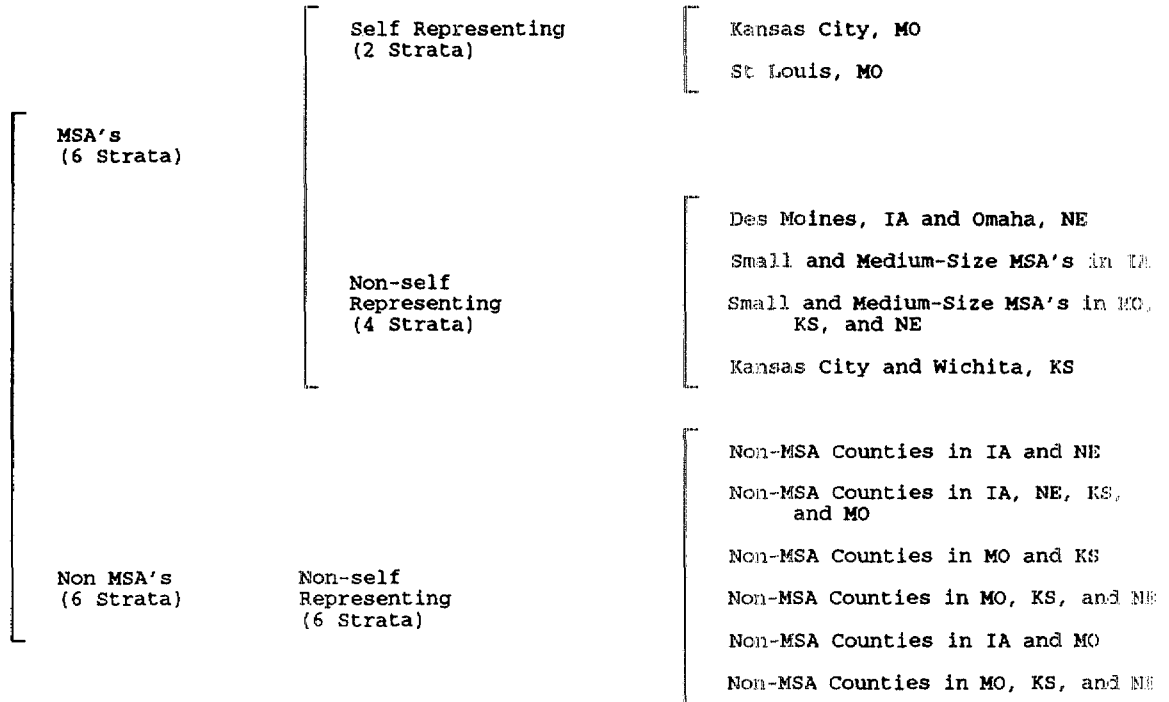 Self Representing
(2 Strata)
Kansas City, MO
St Louis, MO
MSA's
(6 Strata)
Non-self
Representing
(4 Strata)
Des Moines, IA and Omaha, NE
Small and Medium-Size MSA's in IA
Small and Medium-Size MSA's in MO,
KS, and NE
Kansas City and Wichita, KS
Non MSA's
(6 Strata)
Non-self
Representing
(6 Strata)
Non-MSA Counties in IA and NE
Non-MSA Counties in IA, NE, KS,
and MO
Non-MSA Counties in MO and KS
Non-MSA Counties in MO, KS, and NE
Non-MSA Counties in IA and MO
Non-MSA Counties in MO, KS, and NE